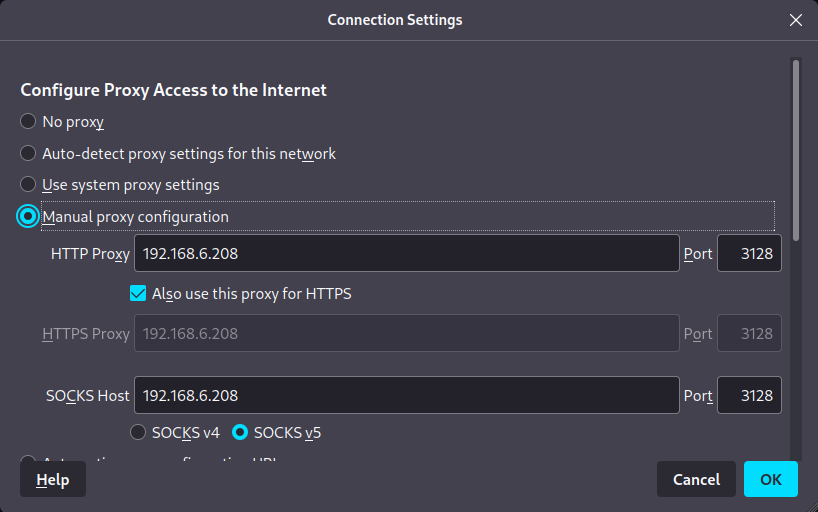 Connection Settings
Configure Proxy Access to the Internet
No proxy
Auto-detect proxy settings for this network
Use system proxy settings
Manual proxy configuration
HTTP Proxy 192.168.6.208 Port 3128
Also use this proxy for HTTPS
HTTPS Proxy 192.168.6.208 Port 3128
SOCKS Host 192.168.6.208 Port 3128
SOCKS v4 SOCKS v5
Help Cancel OK